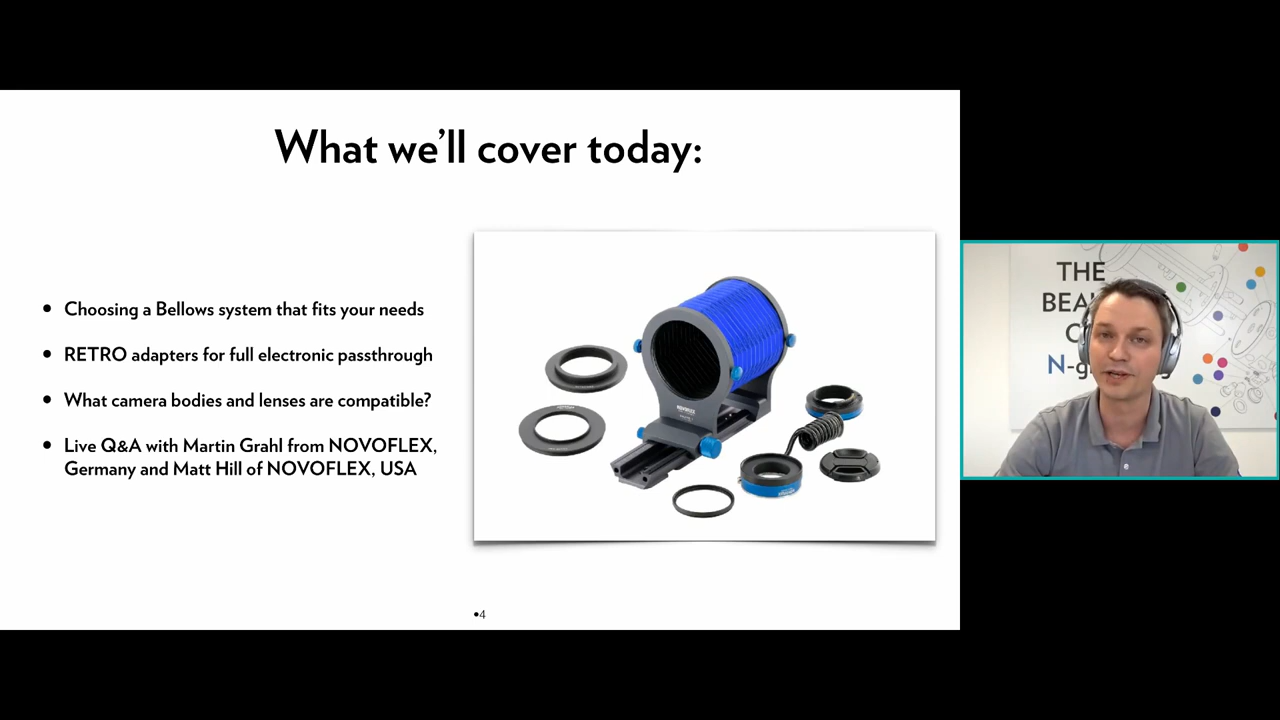 What we'll cover today:
• Choosing a Bellows system that fits your needs
• RETRO adapters for full electronic passthrough
• What camera bodies and lenses are compatible?
• Live Q&A with Martin Grahl from NOVOFLEX,
Germany and Matt Hill of NOVOFLEX, USA
NOVOFLEX
•4
THE